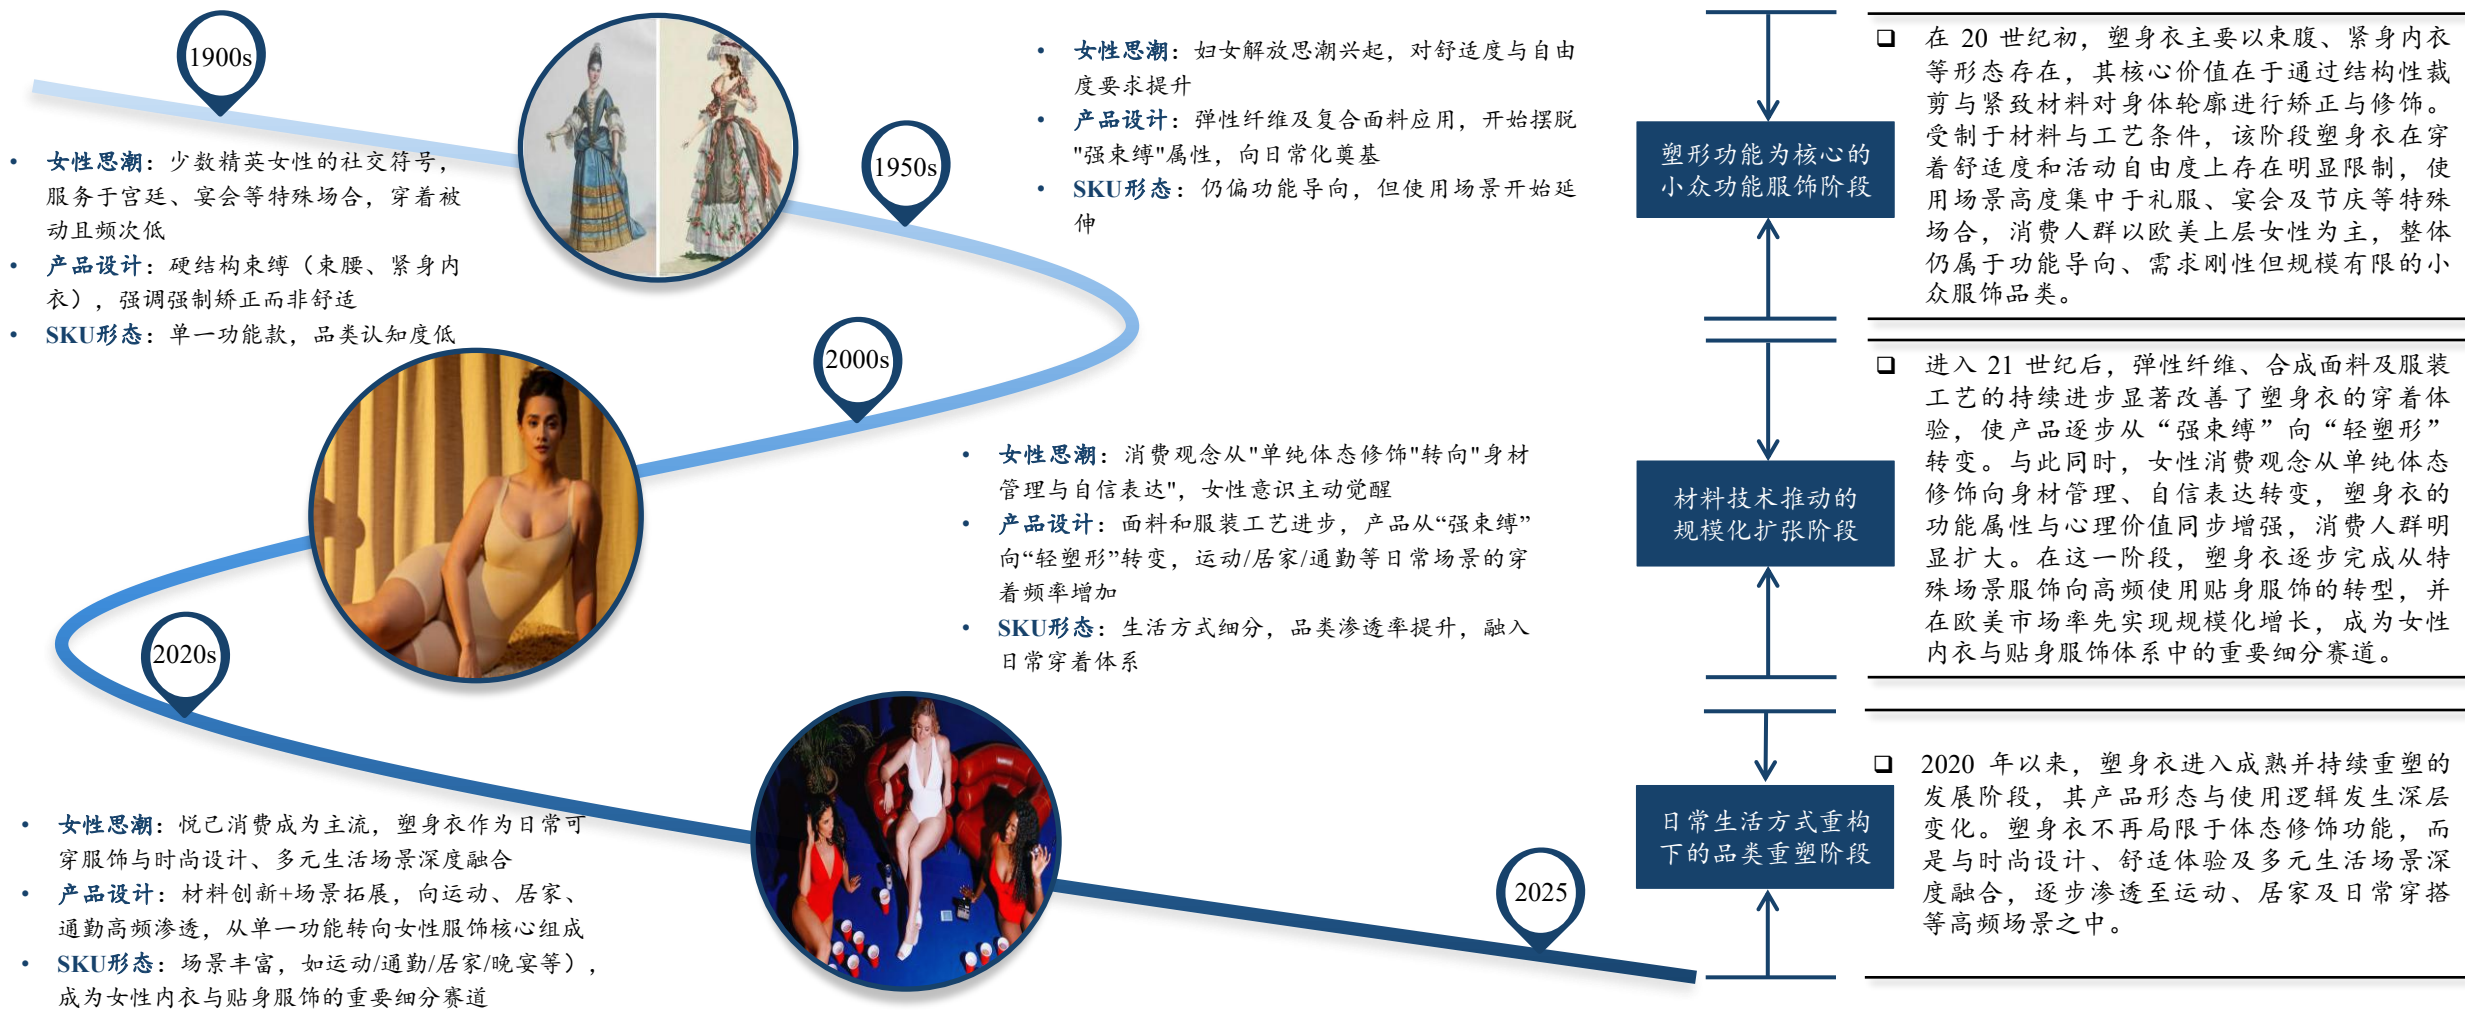 1900s
• 女性思潮：少数精英女性的社交符号，
服务于宫廷、宴会等特殊场合，穿着被
动且频次低
• 产品设计：硬结构束缚（束腰、紧身内
衣），强调强制矫正而非舒适
• SKU形态：单一功能款，品类认知度低
1950s
• 女性思潮：妇女解放思潮兴起，对舒适度与自由
度要求提升
• 产品设计：弹性纤维及复合面料应用，开始摆脱
"强束缚"属性，向日常化奠基
• SKU形态：仍偏功能导向，但使用场景开始延
伸
2000s
• 女性思潮：消费观念从"单纯体态修饰"转向"身材
管理与自信表达"，女性意识主动觉醒
• 产品设计：面料和服装工艺进步，产品从“强束缚”
向“轻塑形”转变，运动/居家/通勤等日常场景的穿
着频率增加
• SKU形态：生活方式细分，品类渗透率提升，融入
日常穿着体系
2020s
• 女性思潮：悦己消费成为主流，塑身衣作为日常可
穿服饰与时尚设计、多元生活场景深度融合
• 产品设计：材料创新+场景拓展，向运动、居家、
通勤高频渗透，从单一功能转向女性服饰核心组成
• SKU形态：场景丰富，如运动/通勤/居家/晚宴等），
成为女性内衣与贴身服饰的重要细分赛道
2025
塑形功能为核心的
小众功能服饰阶段
在 20 世纪初，塑身衣主要以束腹、紧身内衣
等形态存在，其核心价值在于通过结构性裁
剪与紧致材料对身体轮廓进行矫正与修饰。
受制于材料与工艺条件，该阶段塑身衣在穿
着舒适度和活动自由度上存在明显限制，使
用场景高度集中于礼服、宴会及节庆等特殊
场合，消费人群以欧美上层女性为主，整体
仍属于功能导向、需求刚性但规模有限的小
众服饰品类。
材料技术推动的
规模化扩张阶段
进入 21 世纪后，弹性纤维、合成面料及服装
工艺的持续进步显著改善了塑身衣的穿着体
验，使产品逐步从“强束缚”向“轻塑形”
转变。与此同时，女性消费观念从单纯体态
修饰向身材管理、自信表达转变，塑身衣的
功能属性与心理价值同步增强，消费人群明
显扩大。在这一阶段，塑身衣逐步完成从特
殊场景服饰向高频使用贴身服饰的转型，并
在欧美市场率先实现规模化增长，成为女性
内衣与贴身服饰体系中的重要细分赛道。
日常生活方式重构
下的品类重塑阶段
2020 年以来，塑身衣进入成熟并持续重塑的
发展阶段，其产品形态与使用逻辑发生深层
变化。塑身衣不再局限于体态修饰功能，而
是与时尚设计、舒适体验及多元生活场景深
度融合，逐步渗透至运动、居家及日常穿搭
等高频场景之中。